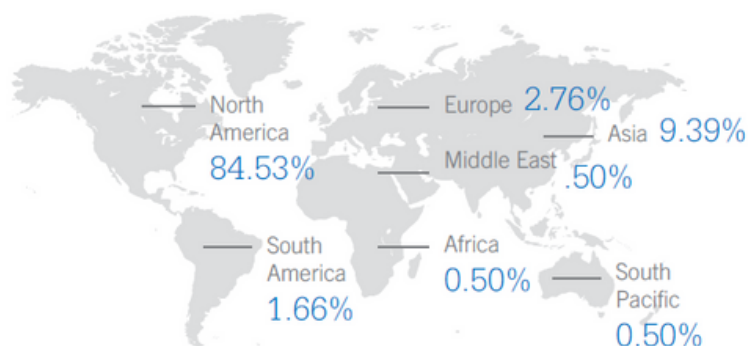 North
America
84.53%
Europe 2.76%
Asia 9.39%
Middle East
.50%
South
America
1.66%
Africa
0.50%
South
Pacific
0.50%